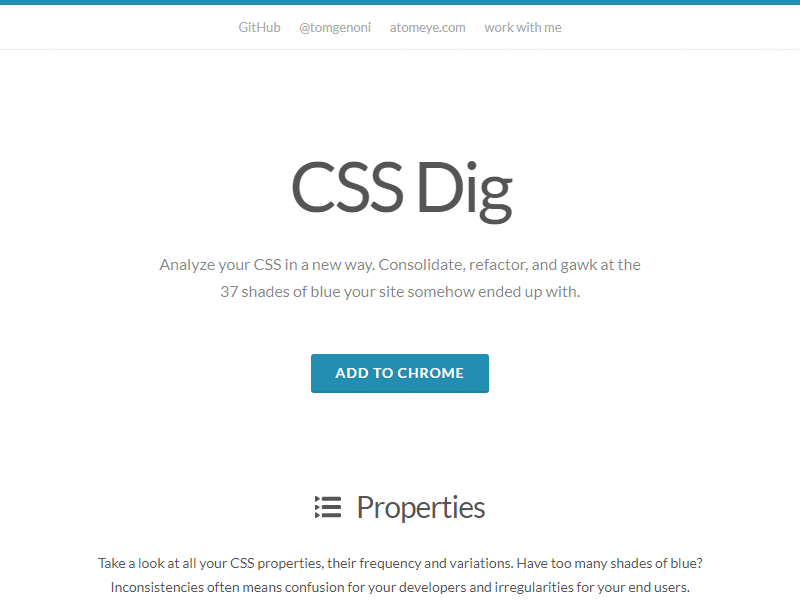 GitHub @tomgenoni atomeye.com work with me
CSS Dig
Analyze your CSS in a new way. Consolidate, refactor, and gawk at the
37 shades of blue your site somehow ended up with.
ADD TO CHROME
Properties
Take a look at all your CSS properties, their frequency and variations. Have too many shades of blue?
Inconsistencies often means confusion for your developers and irregularities for your end users.